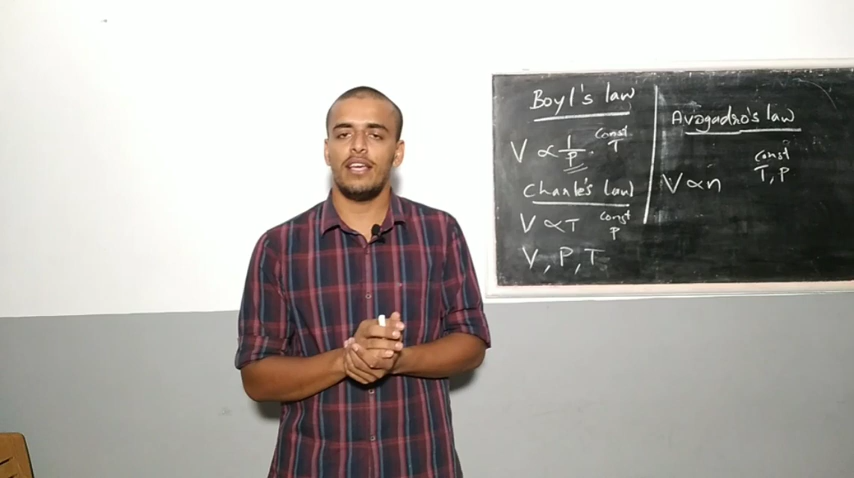 Boyl's law
V ∝ 1/P . Const T
Charle's law
V ∝ T const P
V, P, T
Avogadro's law
V ∝ n const T, P